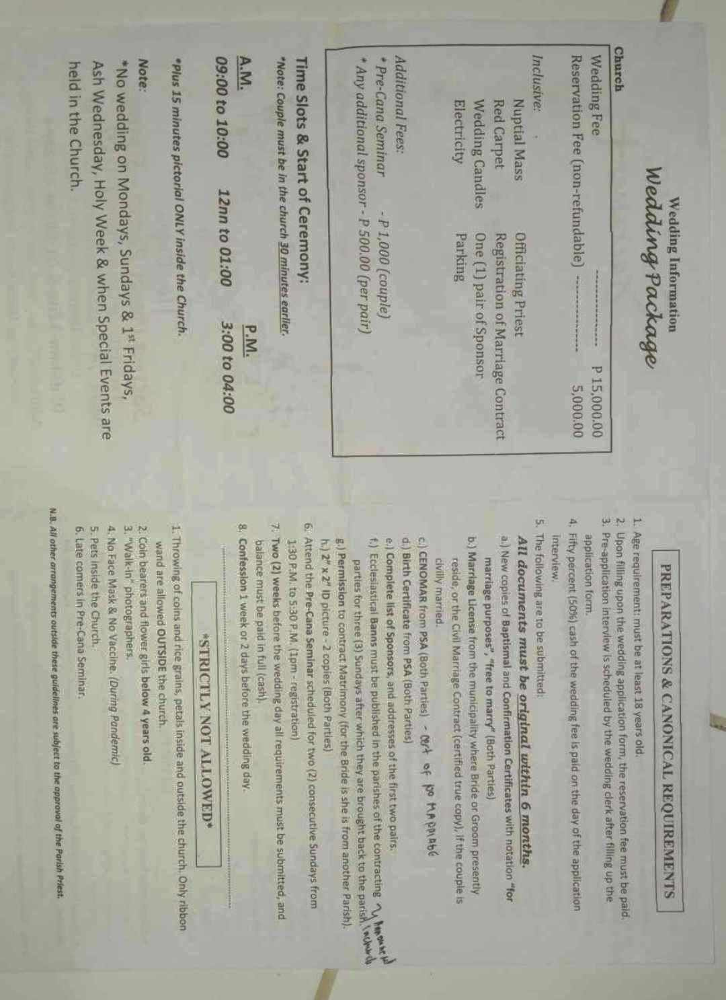 Wedding Information
Wedding Package
Church
Wedding Fee --------------- P 15,000.00
Reservation Fee (non-refundable) --------------- 5,000.00
Inclusive:
Nuptial Mass Officiating Priest
Red Carpet Registration of Marriage Contract
Wedding Candles One (1) pair of Sponsor
Electricity Parking
Additional Fees:
* Pre-Cana Seminar - P 1,000 (couple)
* Any additional sponsor - P 500.00 (per pair)
Time Slots & Start of Ceremony:
*Note: Couple must be in the church 30 minutes earlier.
A.M. P.M.
09:00 to 10:00 12nn to 01:00 3:00 to 04:00
*Plus 15 minutes pictorial ONLY inside the Church.
Note:
*No wedding on Mondays, Sundays & 1st Fridays,
Ash Wednesday, Holy Week & when Special Events are
held in the Church.
PREPARATIONS & CANONICAL REQUIREMENTS
1. Age requirement: must be at least 18 years old.
2. Upon filling upon the wedding application form, the reservation fee must be paid.
3. Pre-application interview is scheduled by the wedding clerk after filling up the
application form.
4. Fifty percent (50%) cash of the wedding fee is paid on the day of the application
interview.
5. The following are to be submitted:
All documents must be original within 6 months.
a.) New copies of Baptismal and Confirmation Certificates with notation "for
marriage purposes", "free to marry" (Both Parties)
b.) Marriage License from the municipality where Bride or Groom presently
reside, or the Civil Marriage Contract (certified true copy), if the couple is
civilly married.
c.) CENOMAR from PSA (Both Parties) - cert of no MARRIAGE
d.) Birth Certificate from PSA (Both Parties)
e.) Complete list of Sponsors, and addresses of the first two pairs.
f.) Ecclesiastical Banns must be published in the parishes of the contracting
parties for three (3) Sundays after which they are brought back to the parish.
g.) Permission to contract Matrimony (for the Bride is she is from another Parish).
h.) 2" x 2" ID picture - 2 copies (Both Parties)
6. Attend the Pre-Cana Seminar scheduled for two (2) consecutive Sundays from
1:30 P.M. to 5:30 P.M. (1pm - registration)
7. Two (2) weeks before the wedding day all requirements must be submitted, and
balance must be paid in full (cash).
8. Confession 1 week or 2 days before the wedding day.
*STRICTLY NOT ALLOWED*
1. Throwing of coins and rice grains, petals inside and outside the church. Only ribbon
wand are allowed OUTSIDE the church.
2. Coin bearers and flower girls below 4 years old.
3. "Walk-In" photographers.
4. No Face Mask & No Vaccine. (During Pandemic)
5. Pets inside the Church.
6. Late comers in Pre-Cana Seminar.
N.B. All other arrangements outside these guidelines are subject to the approval of the Parish Priest.